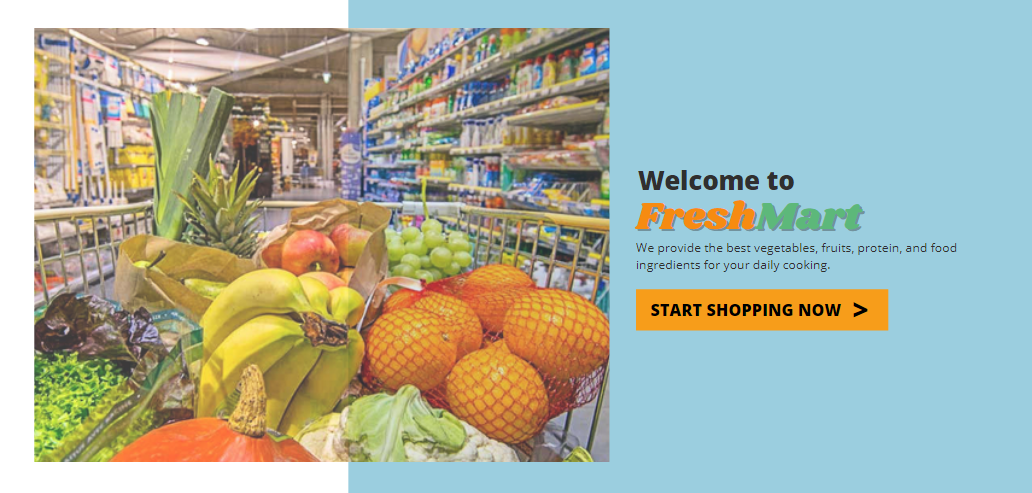 Welcome to
FreshMart
We provide the best vegetables, fruits, protein, and food
ingredients for your daily cooking.
START SHOPPING NOW >